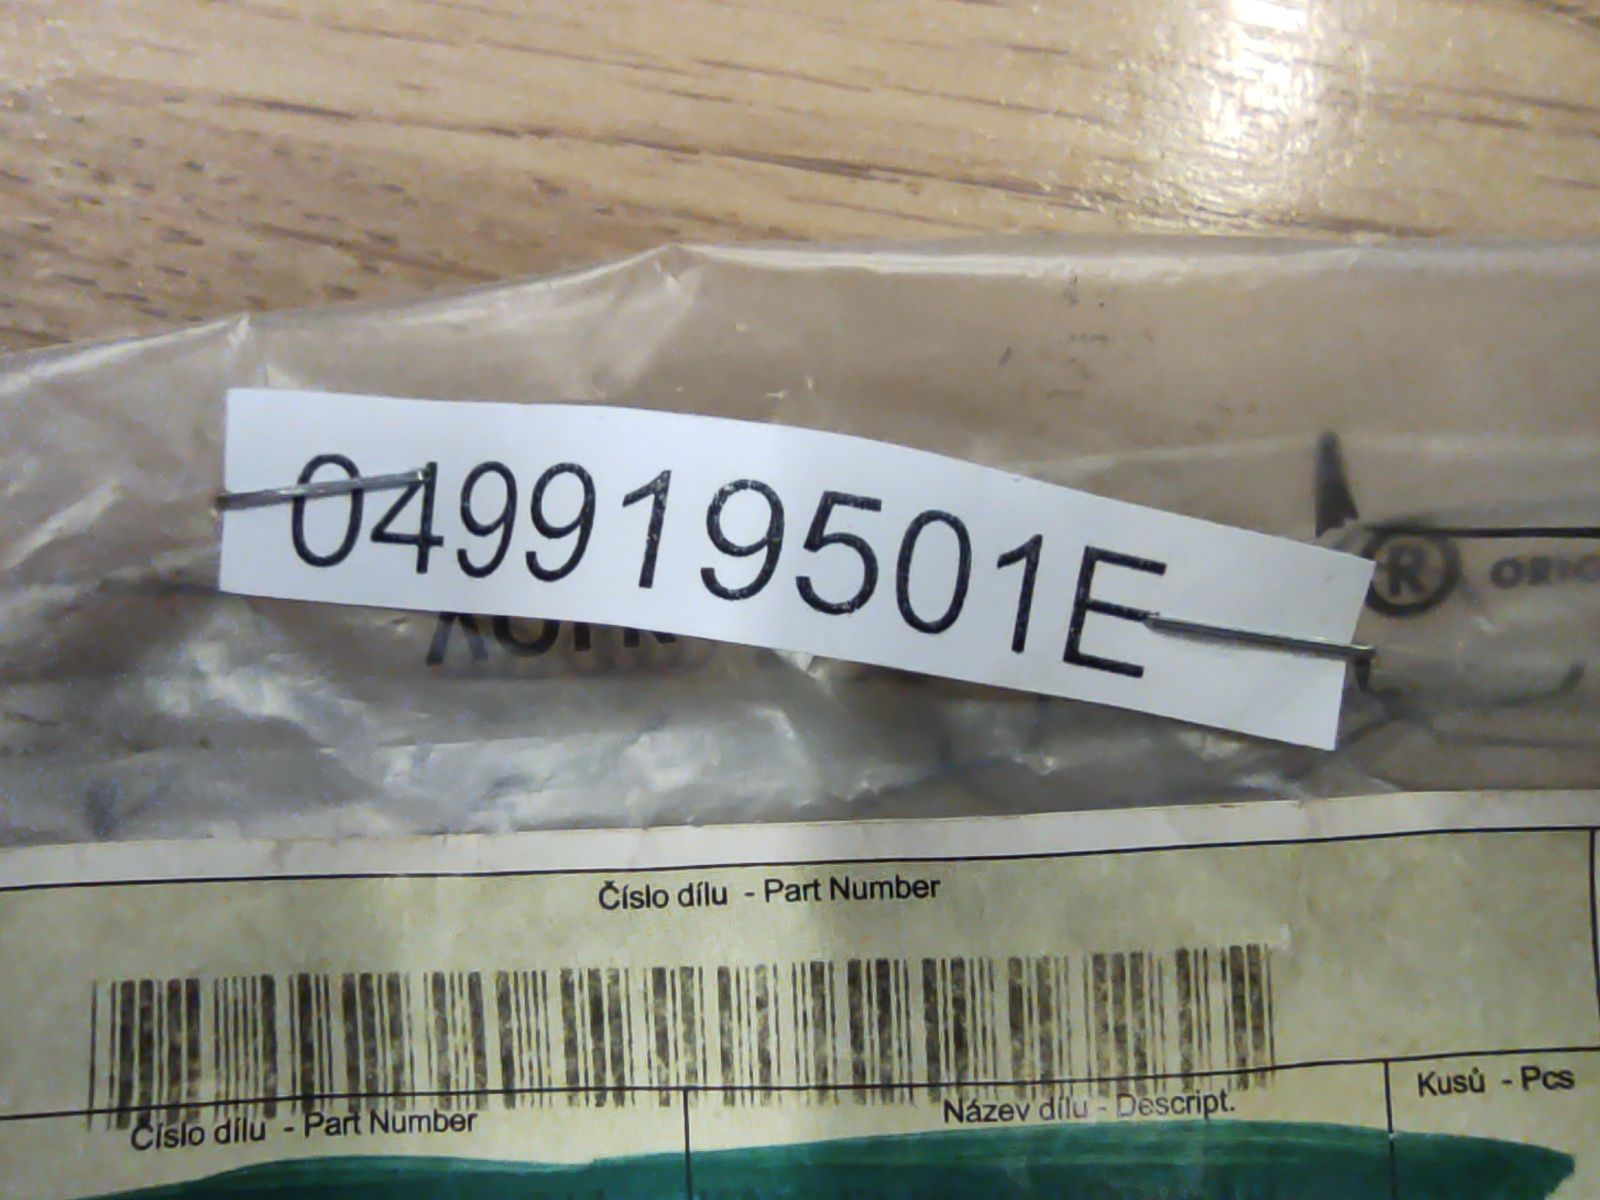 049919501E
® ORIG
Číslo dílu - Part Number
Číslo dílu - Part Number
Název dílu - Descript.
Kusů - Pcs